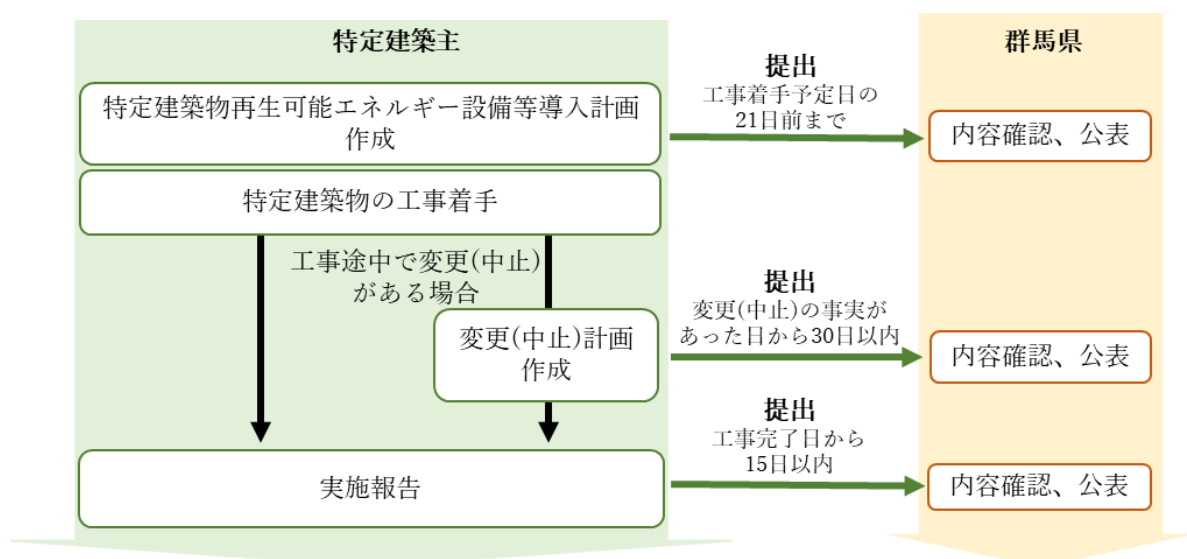 特定建築主
群馬県
特定建築物再生可能エネルギー設備等導入計画
作成
提出
工事着手予定日の
21日前まで
内容確認、公表
特定建築物の工事着手
工事途中で変更(中止)
がある場合
変更(中止)計画
作成
提出
変更(中止)の事実が
あった日から30日以内
内容確認、公表
実施報告
提出
工事完了日から
15日以内
内容確認、公表